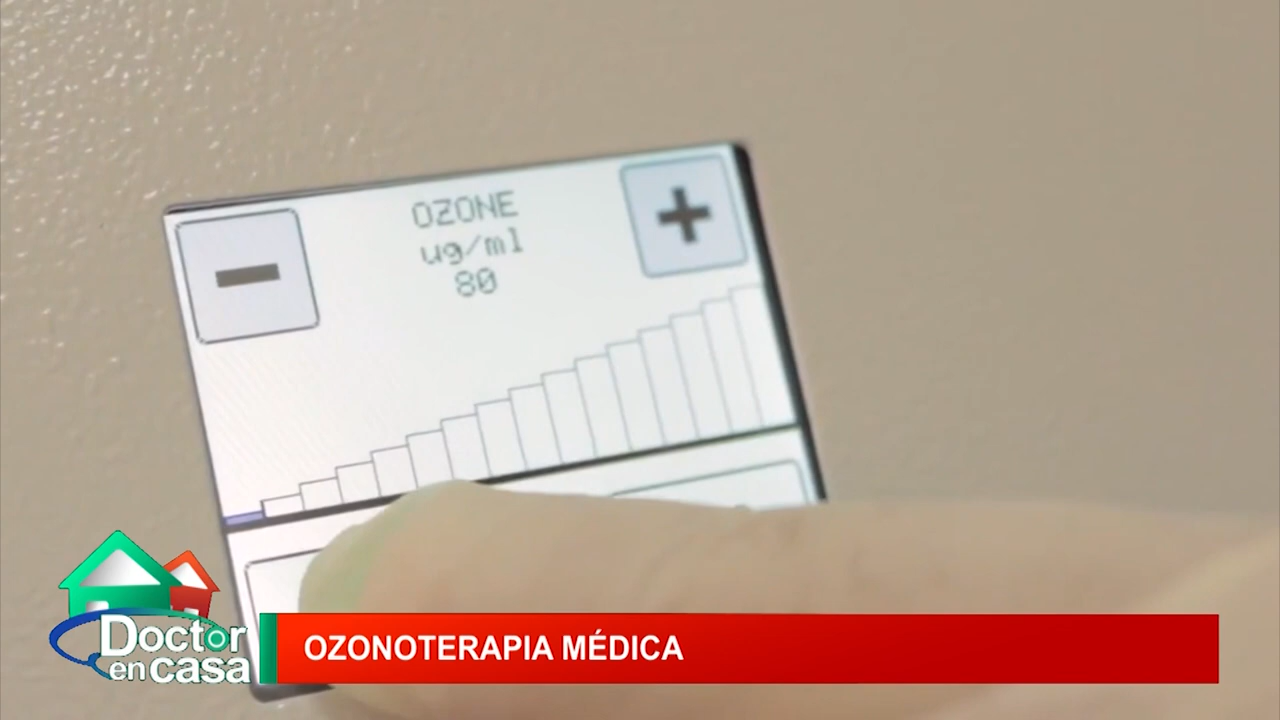 OZONE
ug/ml
80
Doctor
en casa
OZONOTERAPIA MÉDICA